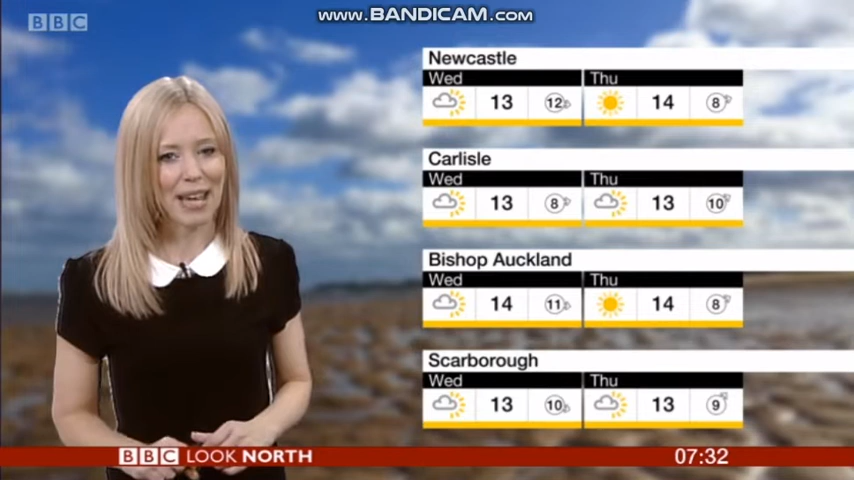 www.BANDICAM.com
BBC
Newcastle
Wed Thu
13 12 14 8
Carlisle
Wed Thu
13 8 13 10
Bishop Auckland
Wed Thu
14 11 14 8
Scarborough
Wed Thu
13 10 13 9
BBC LOOK NORTH 07:32